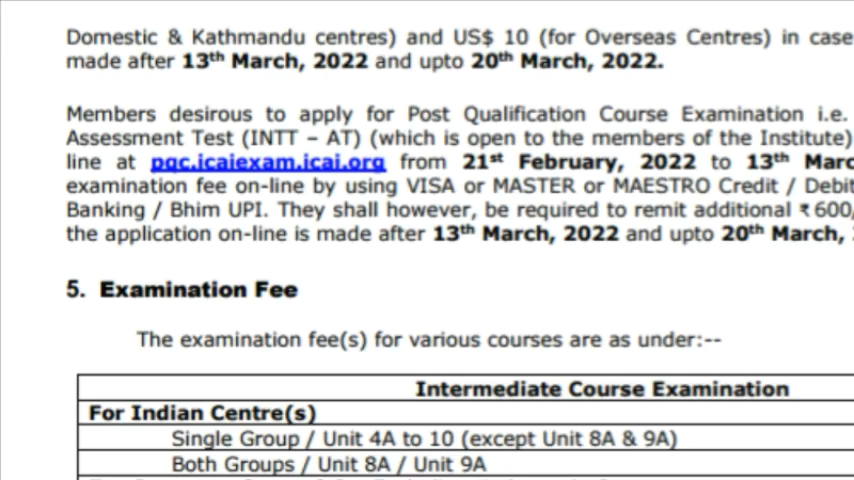 Domestic & Kathmandu centres) and US$ 10 (for Overseas Centres) in case
made after 13th March, 2022 and upto 20th March, 2022.
Members desirous to apply for Post Qualification Course Examination i.e.
Assessment Test (INTT – AT) (which is open to the members of the Institute)
line at pqc.icaiexam.icai.org from 21st February, 2022 to 13th Marc
examination fee on-line by using VISA or MASTER or MAESTRO Credit / Debit
Banking / Bhim UPI. They shall however, be required to remit additional ₹ 600/
the application on-line is made after 13th March, 2022 and upto 20th March,
5. Examination Fee
The examination fee(s) for various courses are as under:--
Intermediate Course Examination
For Indian Centre(s)
Single Group / Unit 4A to 10 (except Unit 8A & 9A)
Both Groups / Unit 8A / Unit 9A